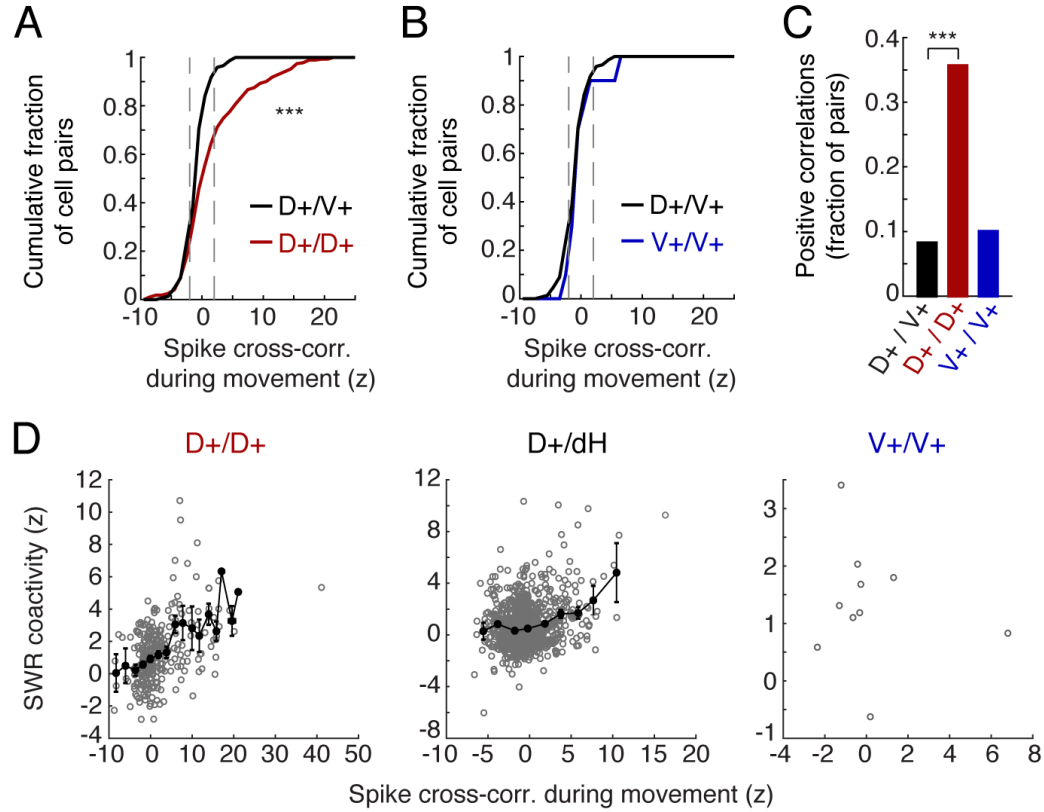 A
B
C
Cumulative fraction
of cell pairs
1
0.8
0.6
0.4
0.2
0
-10
0
10
20
***
D+/V+
D+/D+
Spike cross-corr.
during movement (z)
Cumulative fraction
of cell pairs
1
0.8
0.6
0.4
0.2
0
-10
0
10
20
D+/V+
V+/V+
Spike cross-corr.
during movement (z)
Positive correlations
(fraction of pairs)
0.4
0.3
0.2
0.1
0
***
D+/V+
D+/D+
V+/V+
D
D+/D+
D+/dH
V+/V+
SWR coactivity (z)
12
10
8
6
4
2
0
-2
-4
-10
0
10
20
30
40
50
12
8
4
0
-4
-8
-10
-5
0
5
10
15
20
3
2
1
0
-1
-4
-2
0
2
4
6
8
Spike cross-corr. during movement (z)